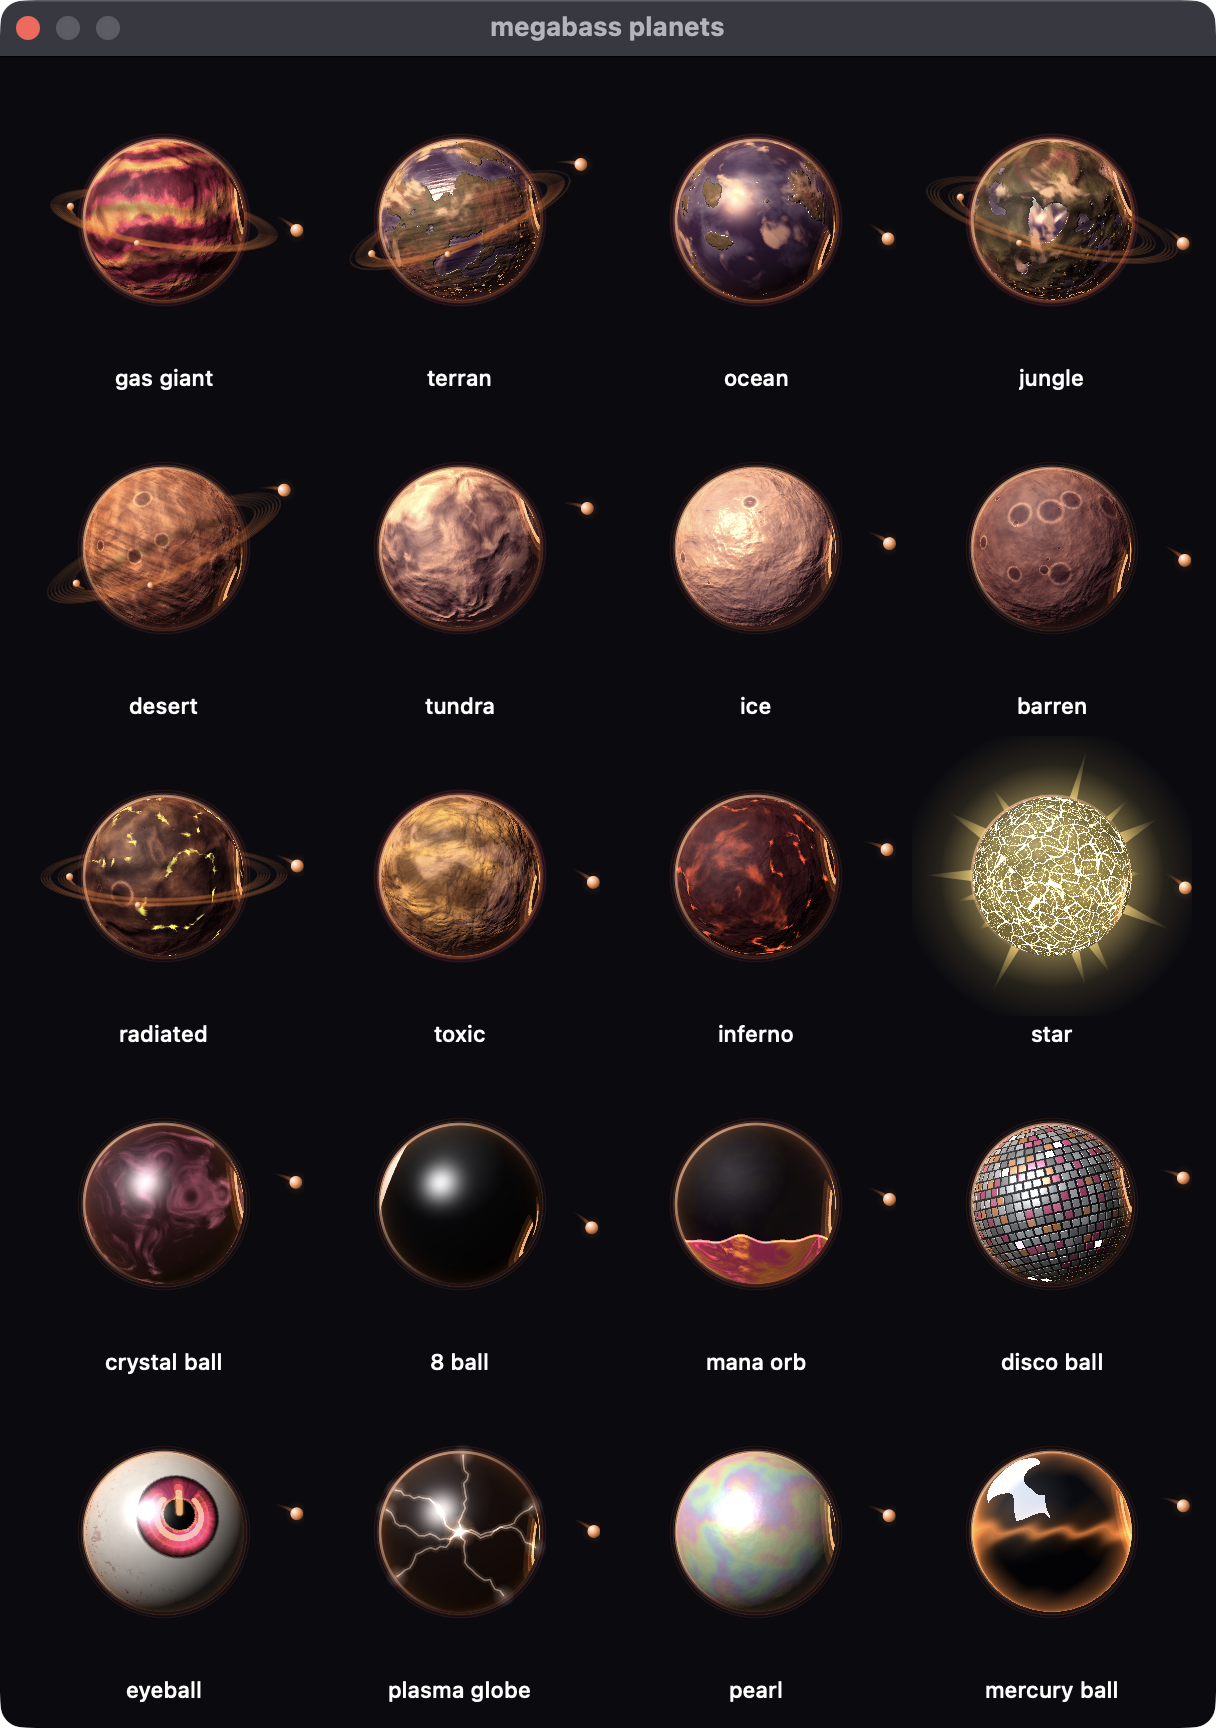 megabass planets
gas giant
terran
ocean
jungle
desert
tundra
ice
barren
radiated
toxic
inferno
star
crystal ball
8 ball
mana orb
disco ball
eyeball
plasma globe
pearl
mercury ball